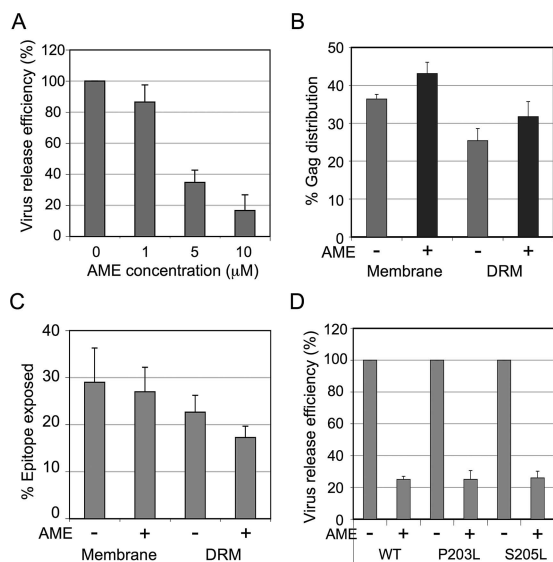 A
Virus release efficiency (%)
120
100
80
60
40
20
0
0 1 5 10
AME concentration (μM)
B
% Gag distribution
50
40
30
20
10
0
AME - + - +
Membrane DRM
C
% Epitope exposed
40
30
20
10
0
AME - + - +
Membrane DRM
D
Virus release efficiency (%)
120
100
80
60
40
20
0
AME - + - + - +
WT P203L S205L